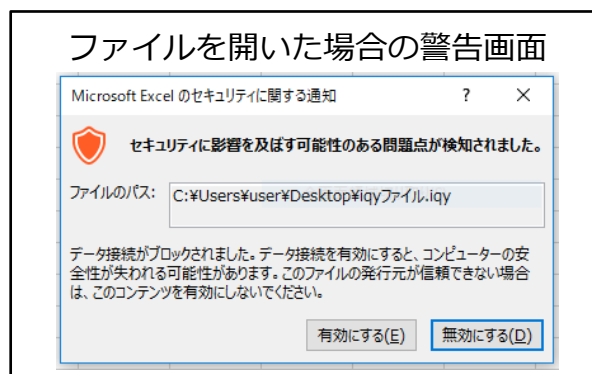 ファイルを開いた場合の警告画面
Microsoft Excel のセキュリティに関する通知 ? ×
セキュリティに影響を及ぼす可能性のある問題点が検知されました。
ファイルのパス: C:¥Users¥user¥Desktop¥iqyファイル.iqy
データ接続がブロックされました。データ接続を有効にすると、コンピューターの安
全性が失われる可能性があります。このファイルの発行元が信頼できない場合
は、このコンテンツを有効にしないでください。
有効にする(E) 無効にする(D)